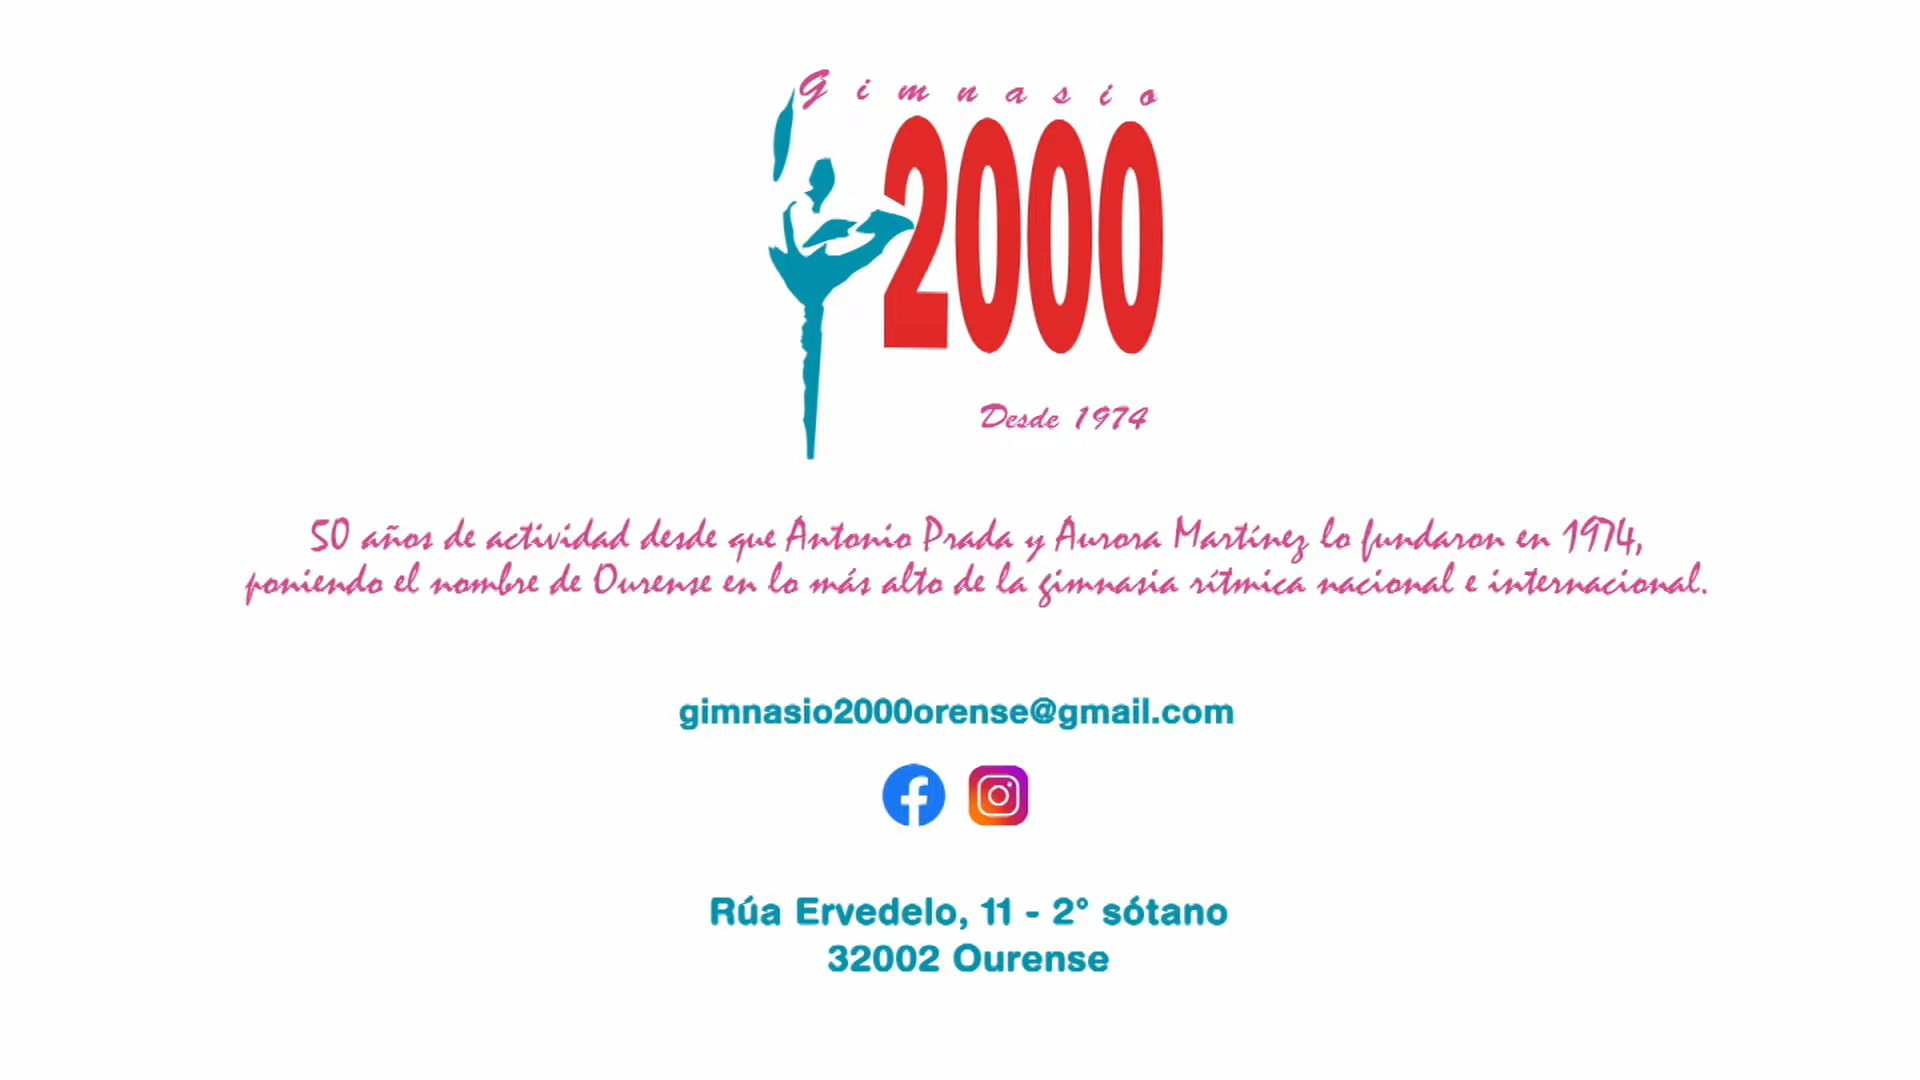 Gimnasio
2000
Desde 1974
50 años de actividad desde que Antonio Prada y Aurora Martínez lo fundaron en 1974,
poniendo el nombre de Ourense en lo más alto de la gimnasia rítmica nacional e internacional.
gimnasio2000orense@gmail.com
Rúa Ervedelo, 11 - 2° sótano
32002 Ourense